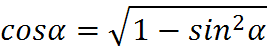 cosα = √(1 − sin²α)